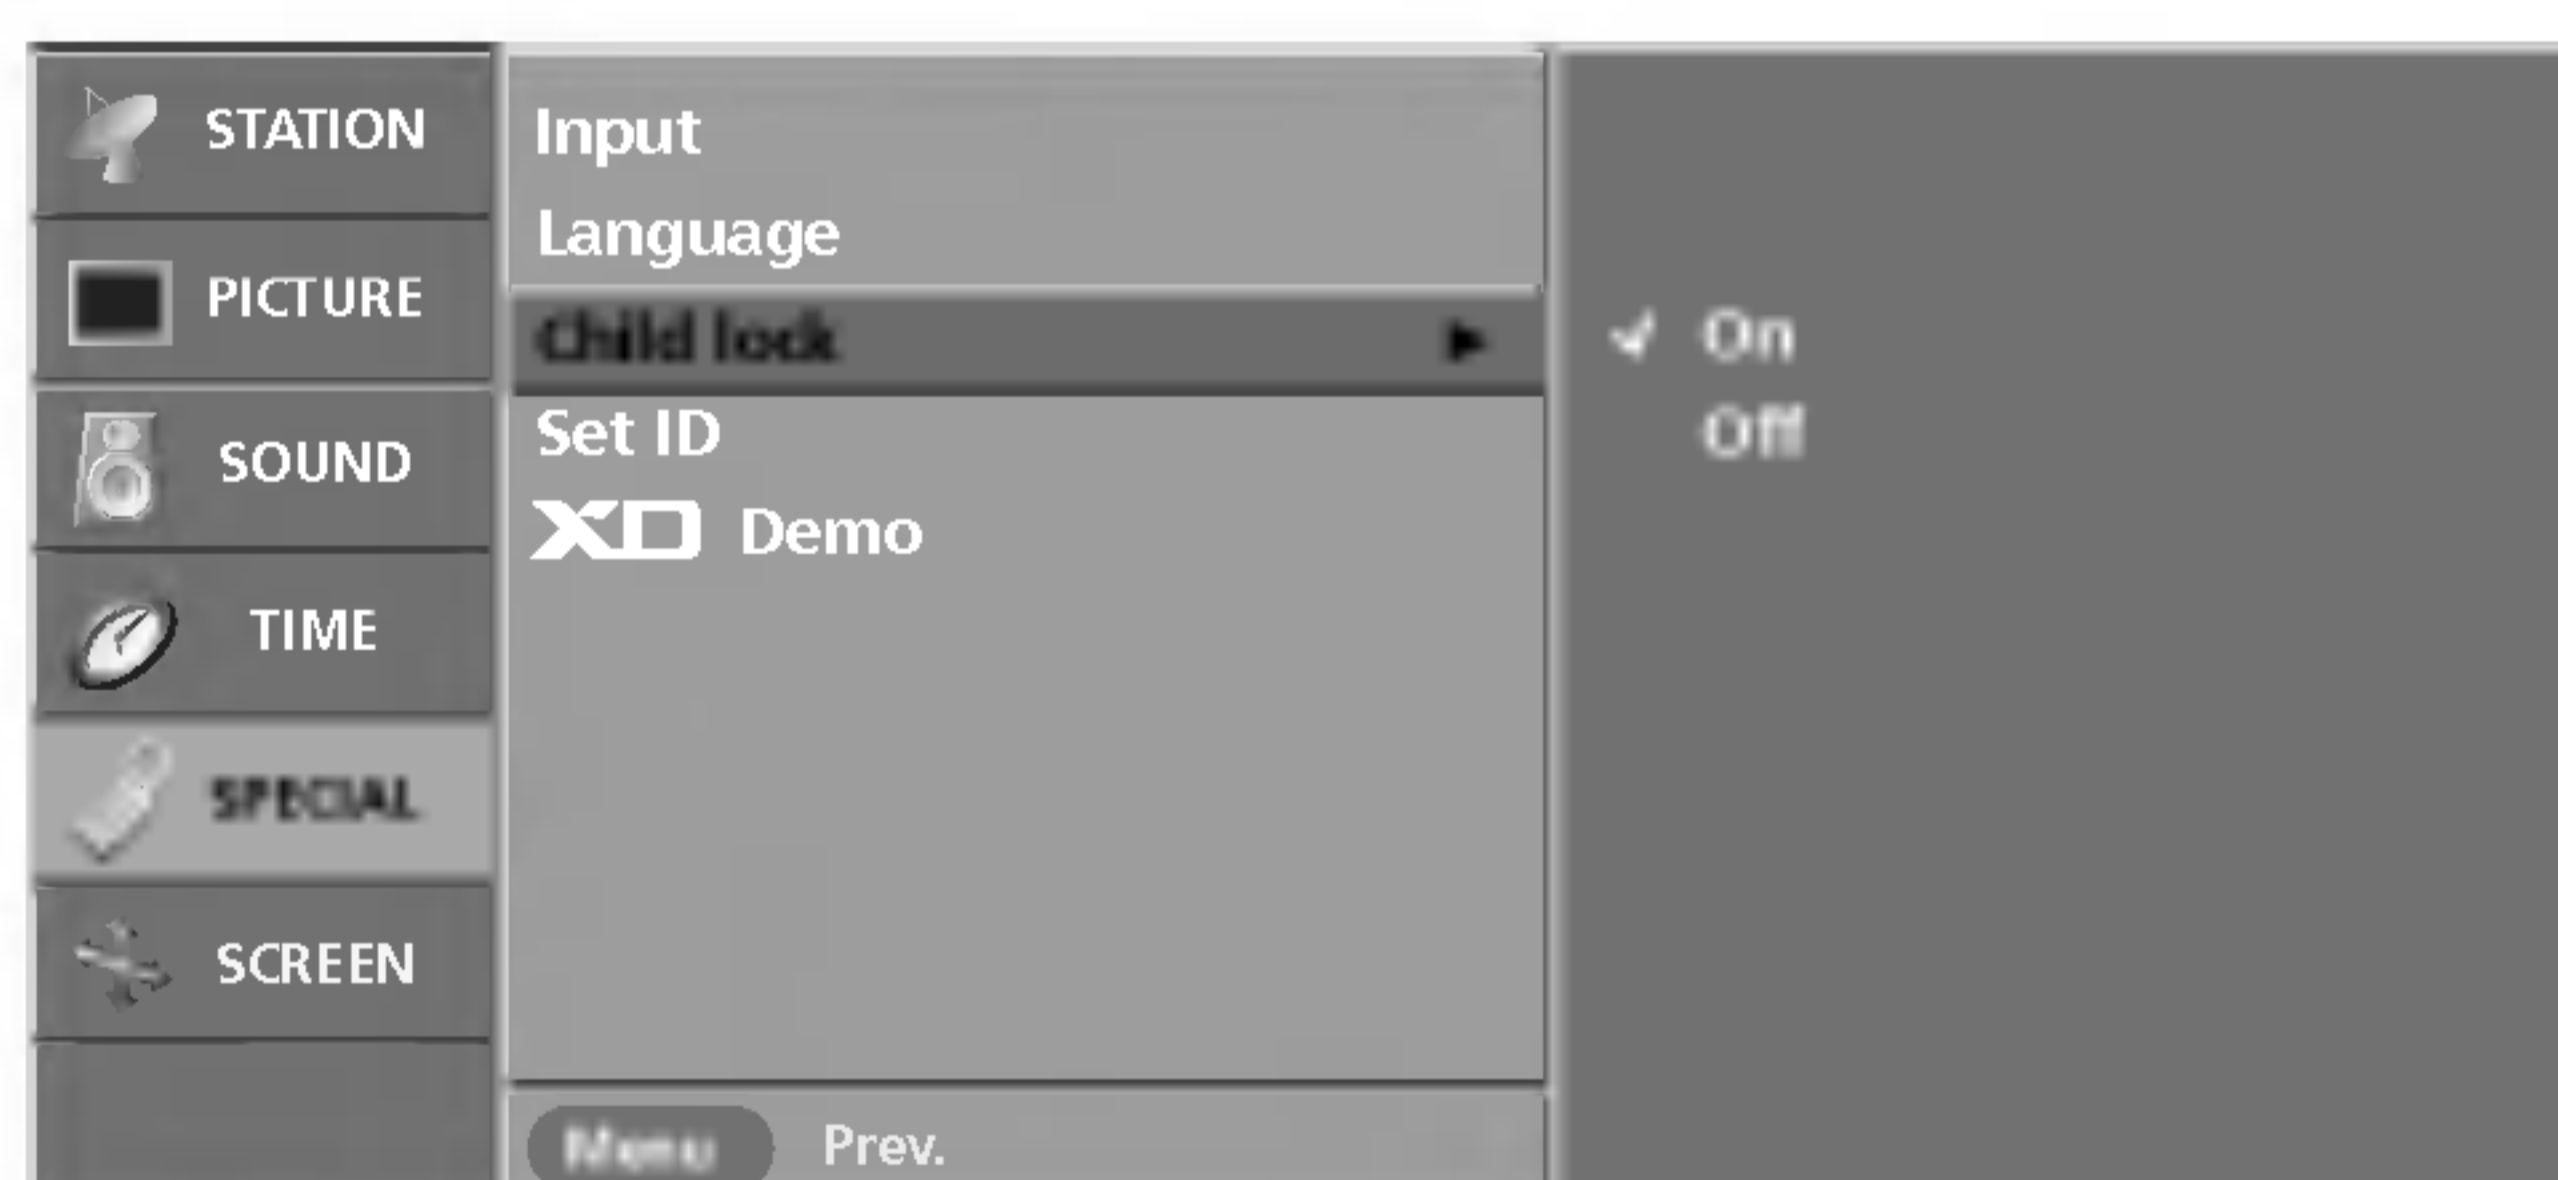 STATION
PICTURE
SOUND
TIME
SPECIAL
SCREEN
Input
Language
Child lock
Set ID
XD Demo
Menu Prev.
On
Off